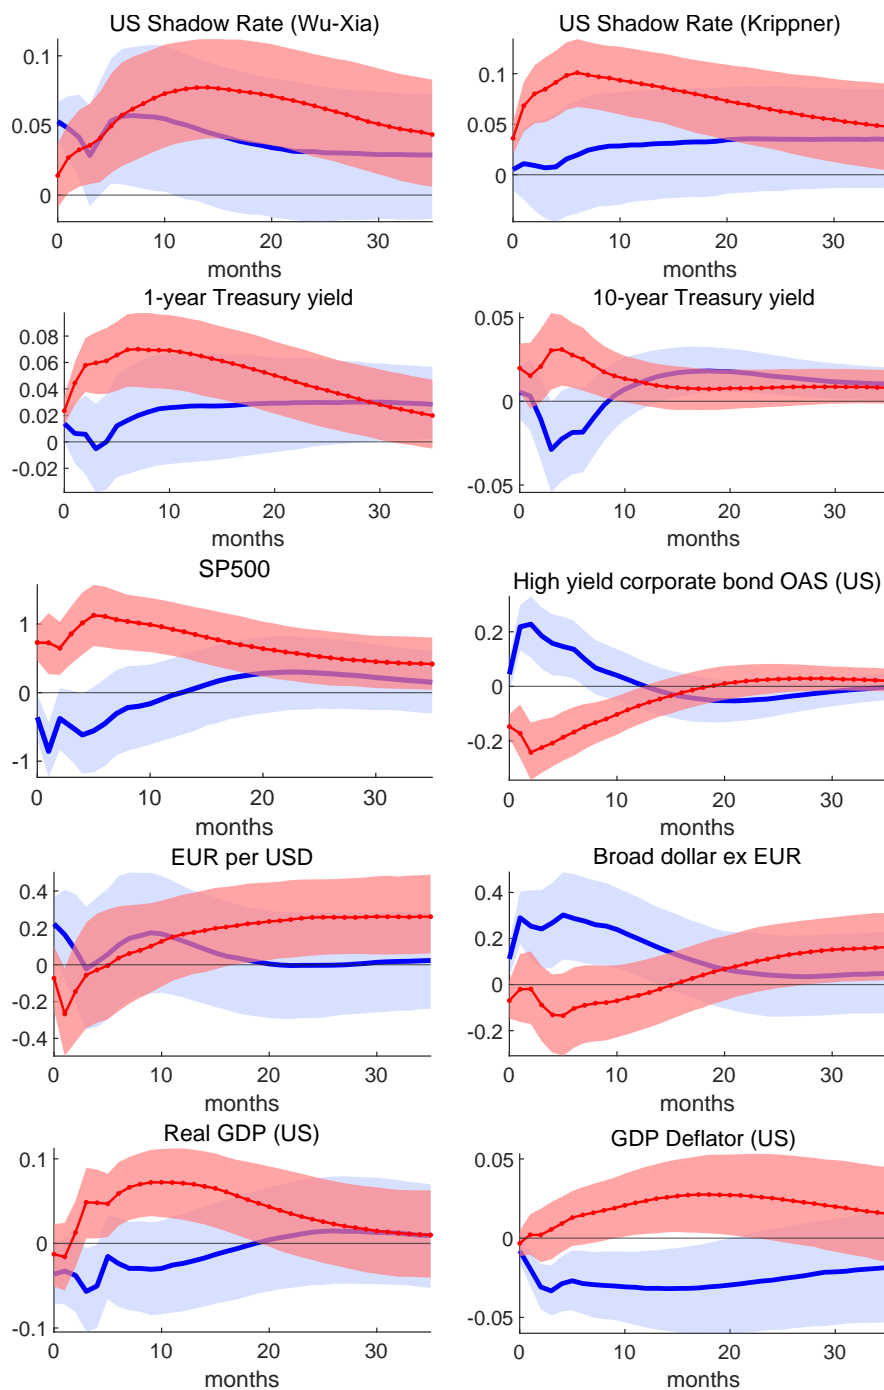 US Shadow Rate (Wu-Xia)
0.1
0.05
0
0 10 20 30
months
US Shadow Rate (Krippner)
0.1
0.05
0
0 10 20 30
months
1-year Treasury yield
0.08
0.06
0.04
0.02
0
-0.02
0 10 20 30
months
10-year Treasury yield
0.05
0
-0.05
0 10 20 30
months
SP500
1
0
-1
0 10 20 30
months
High yield corporate bond OAS (US)
0.2
0
-0.2
0 10 20 30
months
EUR per USD
0.4
0.2
0
-0.2
-0.4
0 10 20 30
months
Broad dollar ex EUR
0.4
0.2
0
-0.2
0 10 20 30
months
Real GDP (US)
0.1
0
-0.1
0 10 20 30
months
GDP Deflator (US)
0.05
0
-0.05
0 10 20 30
months